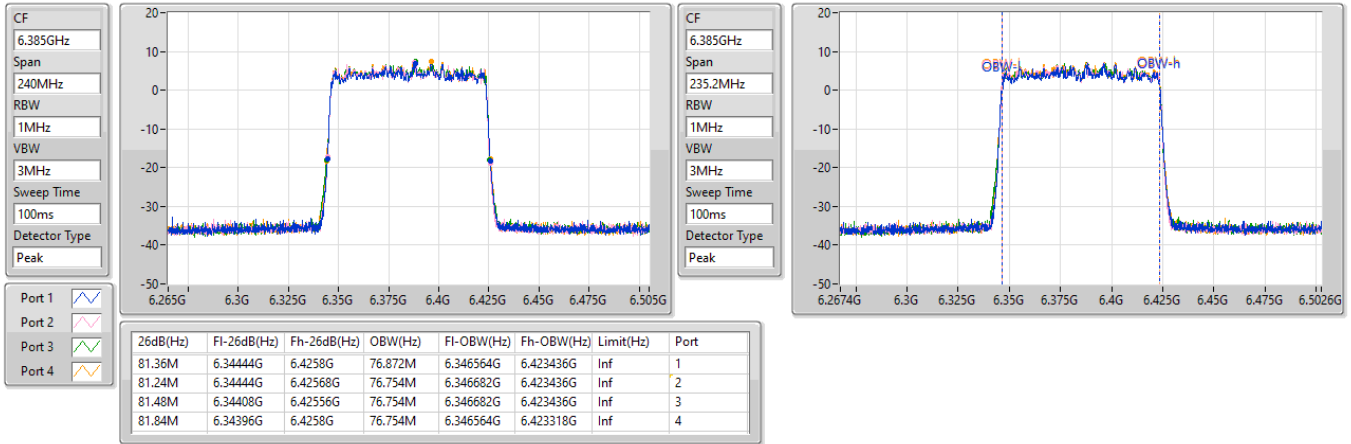 CF
6.385GHz
Span
240MHz
RBW
1MHz
VBW
3MHz
Sweep Time
100ms
Detector Type
Peak
20
10
0
-10
-20
-30
-40
-50
6.265G 6.3G 6.325G 6.35G 6.375G 6.4G 6.425G 6.45G 6.475G 6.505G
CF
6.385GHz
Span
235.2MHz
RBW
1MHz
VBW
3MHz
Sweep Time
100ms
Detector Type
Peak
20
10
0
-10
-20
-30
-40
-50
OBW-l OBW-h
6.2674G 6.3G 6.325G 6.35G 6.375G 6.4G 6.425G 6.45G 6.475G 6.5026G
Port 1
Port 2
Port 3
Port 4
26dB(Hz) Fl-26dB(Hz) Fh-26dB(Hz) OBW(Hz) Fl-OBW(Hz) Fh-OBW(Hz) Limit(Hz) Port
81.36M 6.34444G 6.4258G 76.872M 6.346564G 6.423436G Inf 1
81.24M 6.34444G 6.42568G 76.754M 6.346682G 6.423436G Inf 2
81.48M 6.34408G 6.42556G 76.754M 6.346682G 6.423436G Inf 3
81.84M 6.34396G 6.4258G 76.754M 6.346564G 6.423318G Inf 4